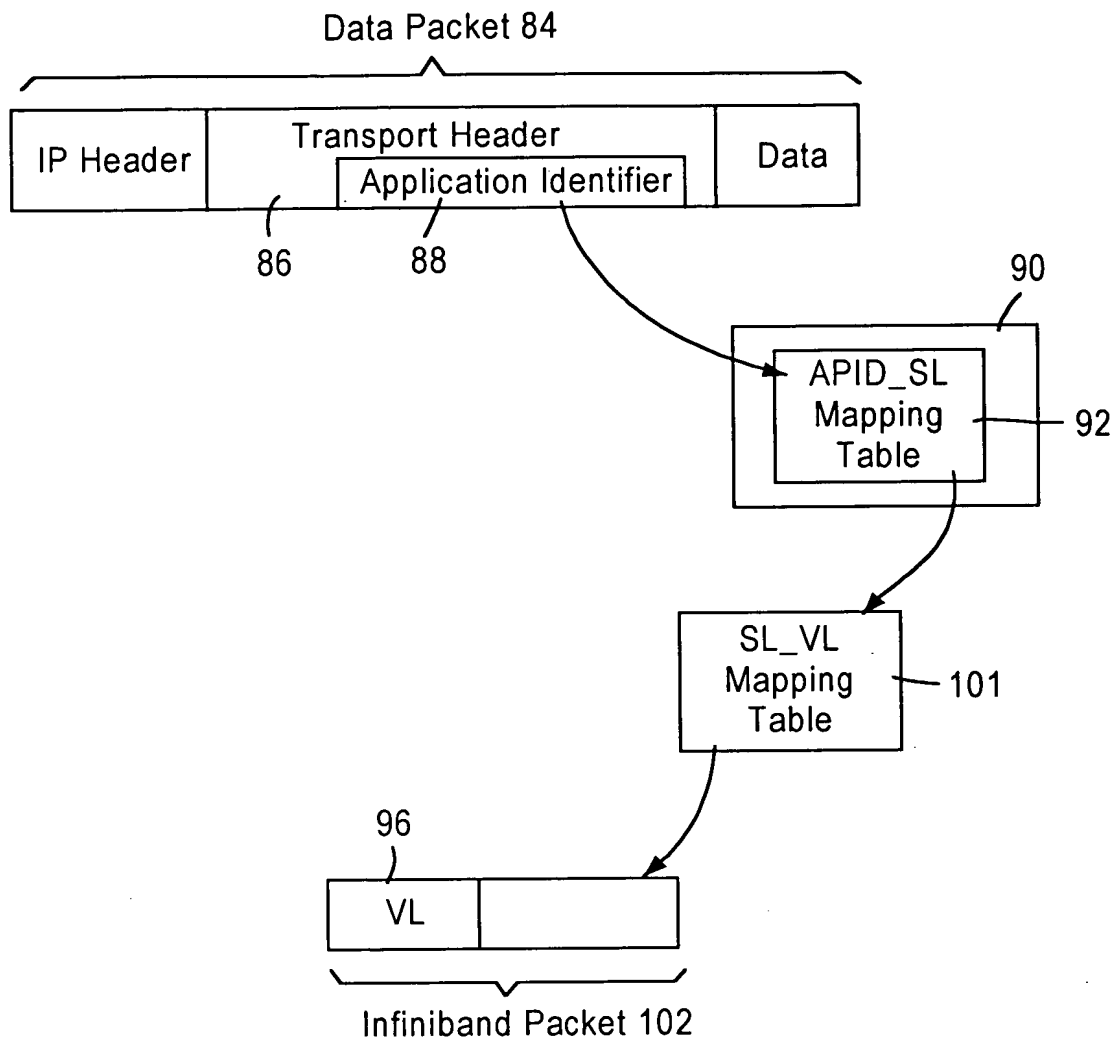 Data Packet 84
IP Header
Transport Header
Application Identifier
Data
86
88
90
APID_SL
Mapping
Table
92
SL_VL
Mapping
Table
101
96
VL
Infiniband Packet 102